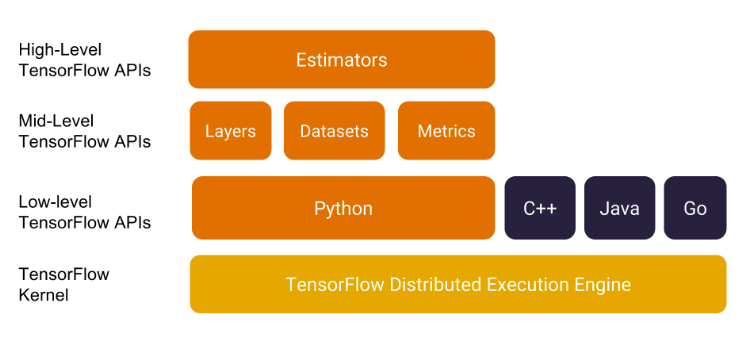 High-Level
TensorFlow APIs
Estimators
Mid-Level
TensorFlow APIs
Layers
Datasets
Metrics
Low-level
TensorFlow APIs
Python
C++
Java
Go
TensorFlow
Kernel
TensorFlow Distributed Execution Engine